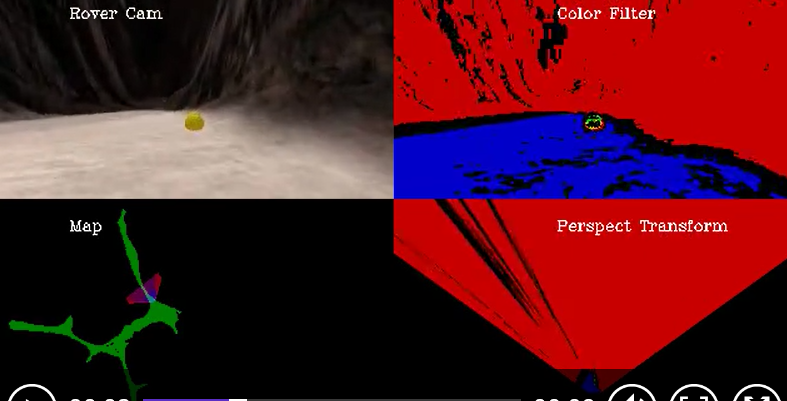 Rover Cam
Color Filter
Map
Perspect Transform